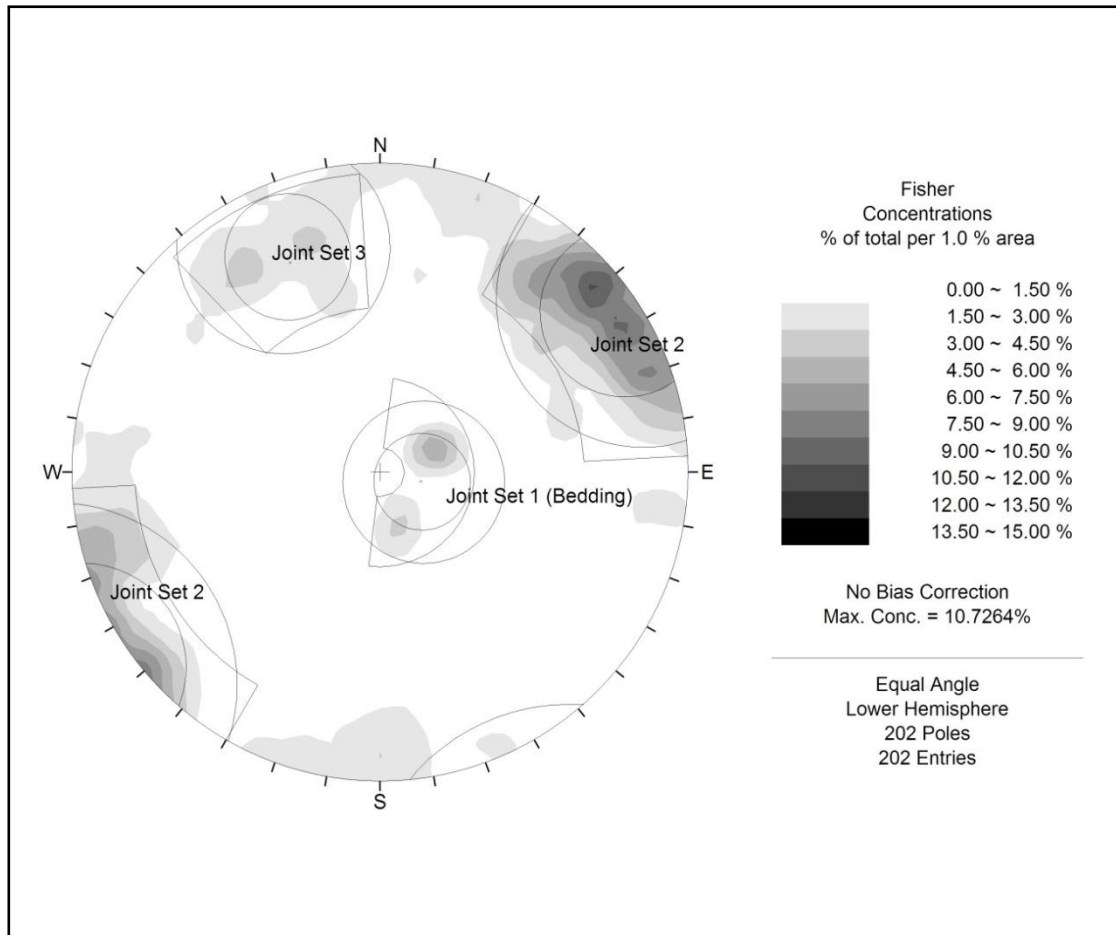 N
Joint Set 3
Joint Set 2
W
E
Joint Set 1 (Bedding)
Joint Set 2
S
Fisher
Concentrations
% of total per 1.0 % area
0.00 ~ 1.50 %
1.50 ~ 3.00 %
3.00 ~ 4.50 %
4.50 ~ 6.00 %
6.00 ~ 7.50 %
7.50 ~ 9.00 %
9.00 ~ 10.50 %
10.50 ~ 12.00 %
12.00 ~ 13.50 %
13.50 ~ 15.00 %
No Bias Correction
Max. Conc. = 10.7264%
Equal Angle
Lower Hemisphere
202 Poles
202 Entries